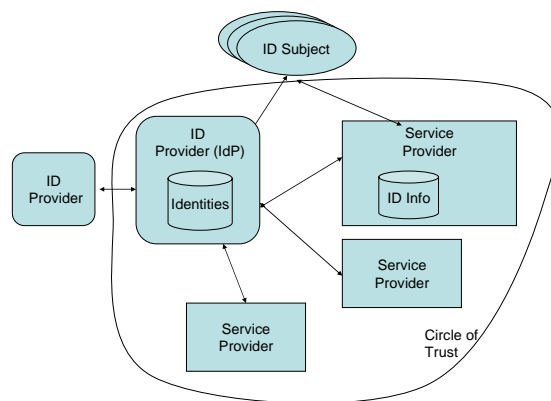 ID Subject
ID
Provider (IdP)
Identities
ID
Provider
Service
Provider
ID Info
Service
Provider
Service
Provider
Circle of
Trust